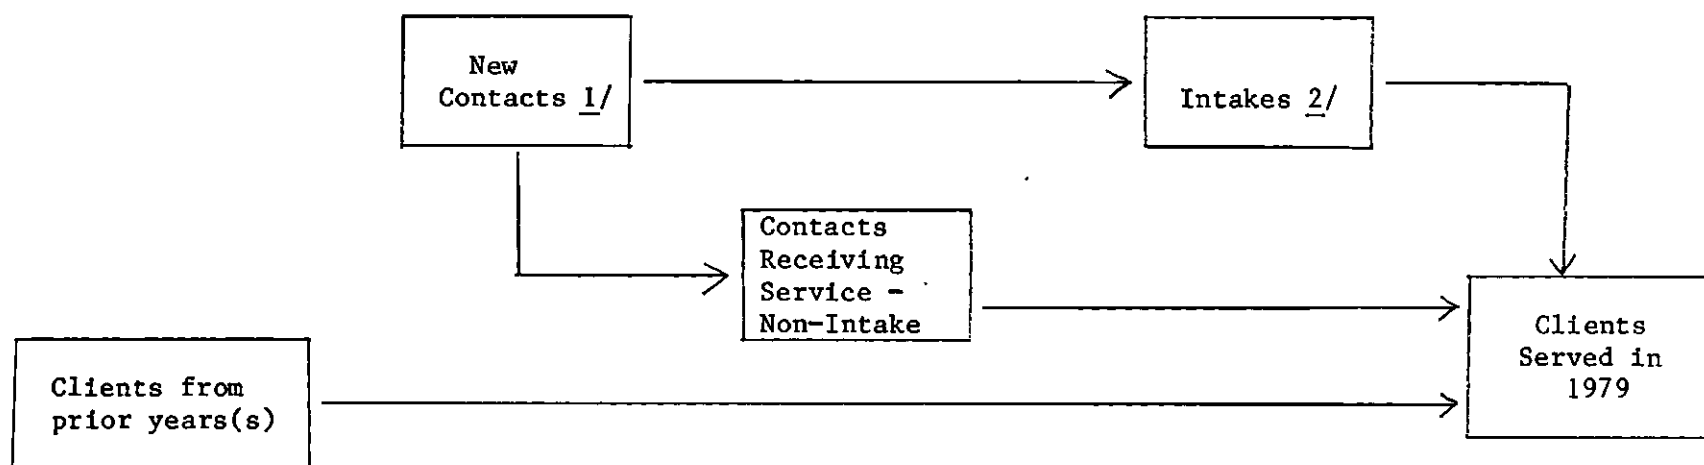 New
Contacts 1/
Intakes 2/
Contacts
Receiving
Service -
Non-Intake
Clients
Served in
1979
Clients from
prior years(s)